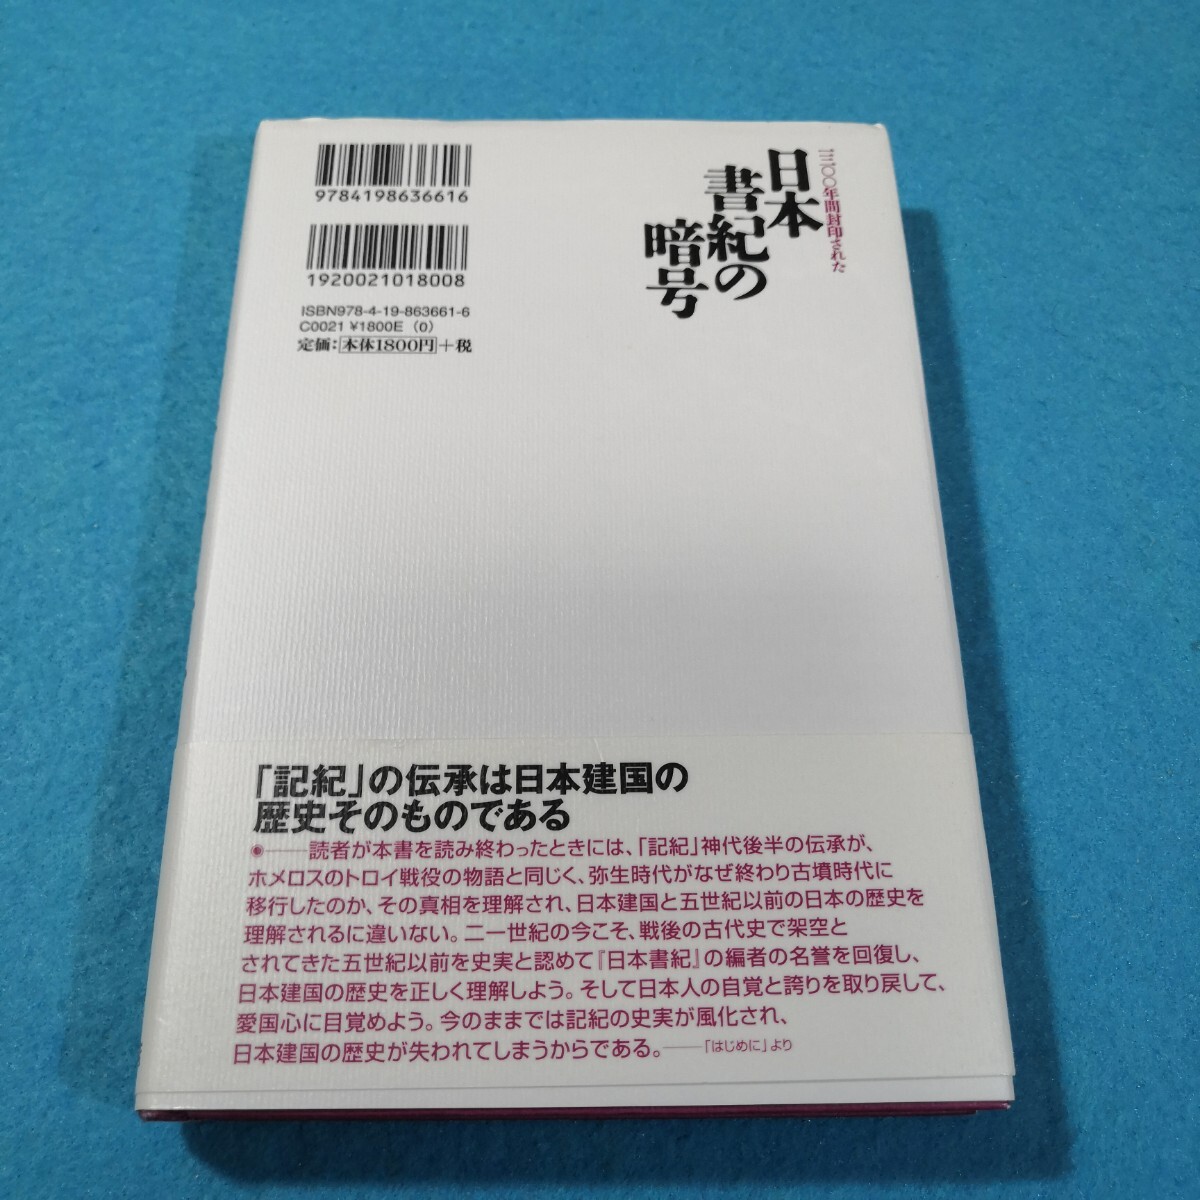 一三〇〇年間封印された
日本
書紀の
暗号
9784198636616
1920021018008
ISBN978-4-19-863661-6
C0021 ¥1800E (0)
定価:本体1800円+税
「記紀」の伝承は日本建国の
歴史そのものである
◉――読者が本書を読み終わったときには、「記紀」神代後半の伝承が、
ホメロスのトロイ戦役の物語と同じく、弥生時代がなぜ終わり古墳時代に
移行したのか、その真相を理解され、日本建国と五世紀以前の日本の歴史を
理解されるに違いない。二一世紀の今こそ、戦後の古代史で架空と
されてきた五世紀以前を史実と認めて『日本書紀』の編者の名誉を回復し、
日本建国の歴史を正しく理解しよう。そして日本人の自覚と誇りを取り戻して、
愛国心に目覚めよう。今のままでは記紀の史実が風化され、
日本建国の歴史が失われてしまうからである。――「はじめに」より